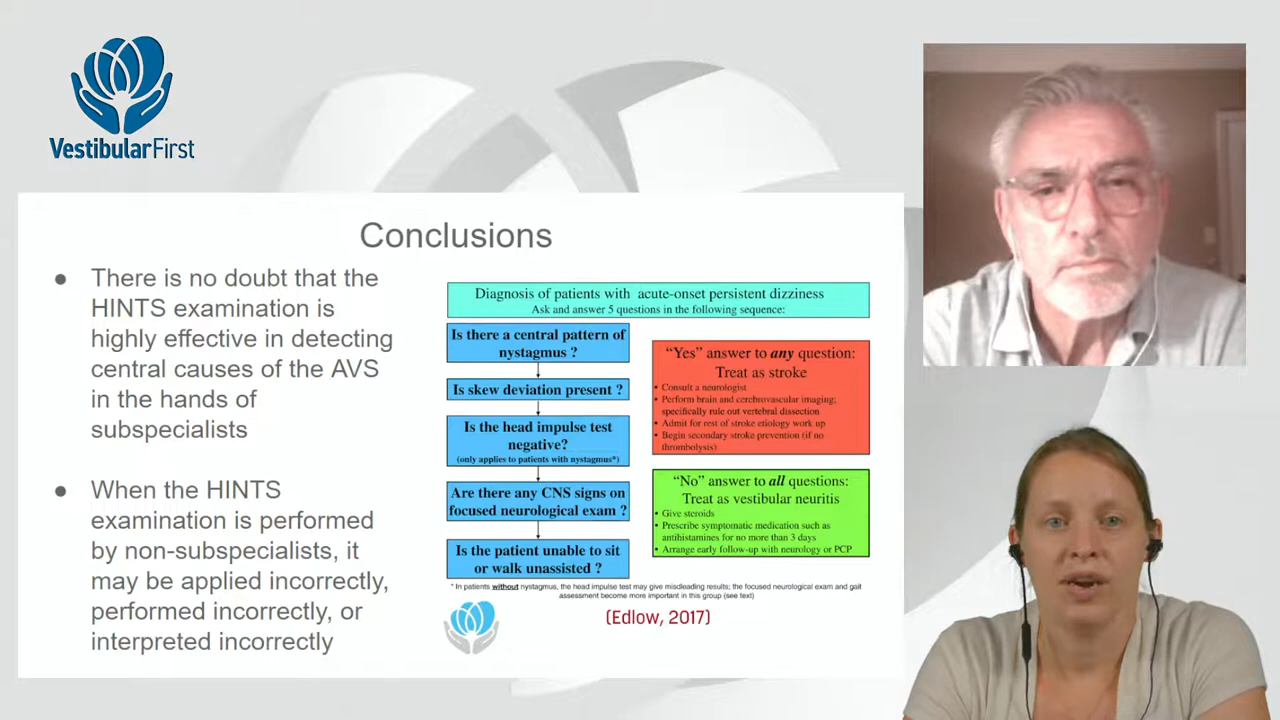 VestibularFirst
Conclusions
● There is no doubt that the
HINTS examination is
highly effective in detecting
central causes of the AVS
in the hands of
subspecialists
● When the HINTS
examination is performed
by non-subspecialists, it
may be applied incorrectly,
performed incorrectly, or
interpreted incorrectly
Diagnosis of patients with acute-onset persistent dizziness
Ask and answer 5 questions in the following sequence:
Is there a central pattern of
nystagmus ?
Is skew deviation present ?
Is the head impulse test
negative?
(only applies to patients with nystagmus*)
Are there any CNS signs on
focused neurological exam ?
Is the patient unable to sit
or walk unassisted ?
“Yes” answer to any question:
Treat as stroke
• Consult a neurologist
• Perform brain and cerebrovascular imaging;
specifically rule out vertebral dissection
• Admit for rest of stroke etiology work up
• Begin secondary stroke prevention (if no
thrombolysis)
“No” answer to all questions:
Treat as vestibular neuritis
• Give steroids
• Prescribe symptomatic medication such as
antihistamines for no more than 3 days
• Arrange early follow-up with neurology or PCP
* In patients without nystagmus, the head impulse test may give misleading results; the focused neurological exam and gait
assessment become more important in this group (see text)
(Edlow, 2017)